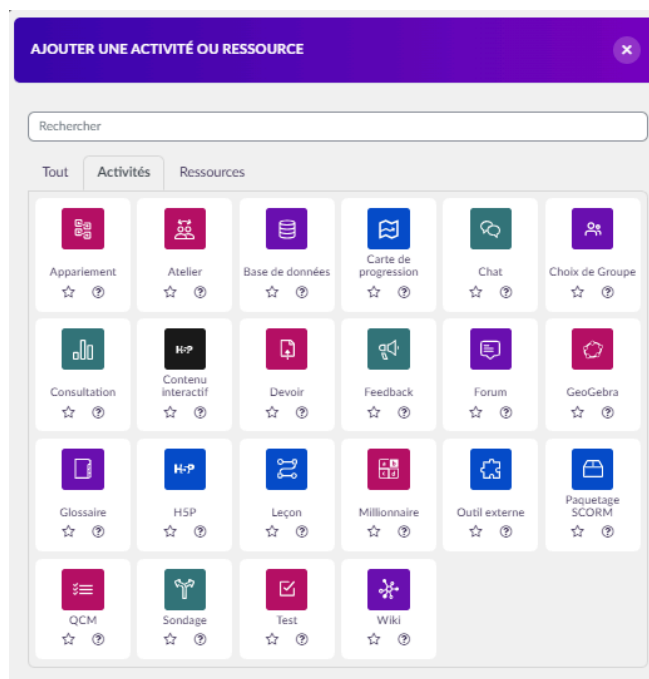 AJOUTER UNE ACTIVITÉ OU RESSOURCE
Rechercher
Tout Activités Ressources
Appariement
Atelier
Base de données
Carte de
progression
Chat
Choix de Groupe
H5P
Consultation
Contenu
interactif
Devoir
Feedback
Forum
GeoGebra
H5P
a b
c d
Glossaire
H5P
Leçon
Millionnaire
Outil externe
Paquetage
SCORM
QCM
Sondage
Test
Wiki